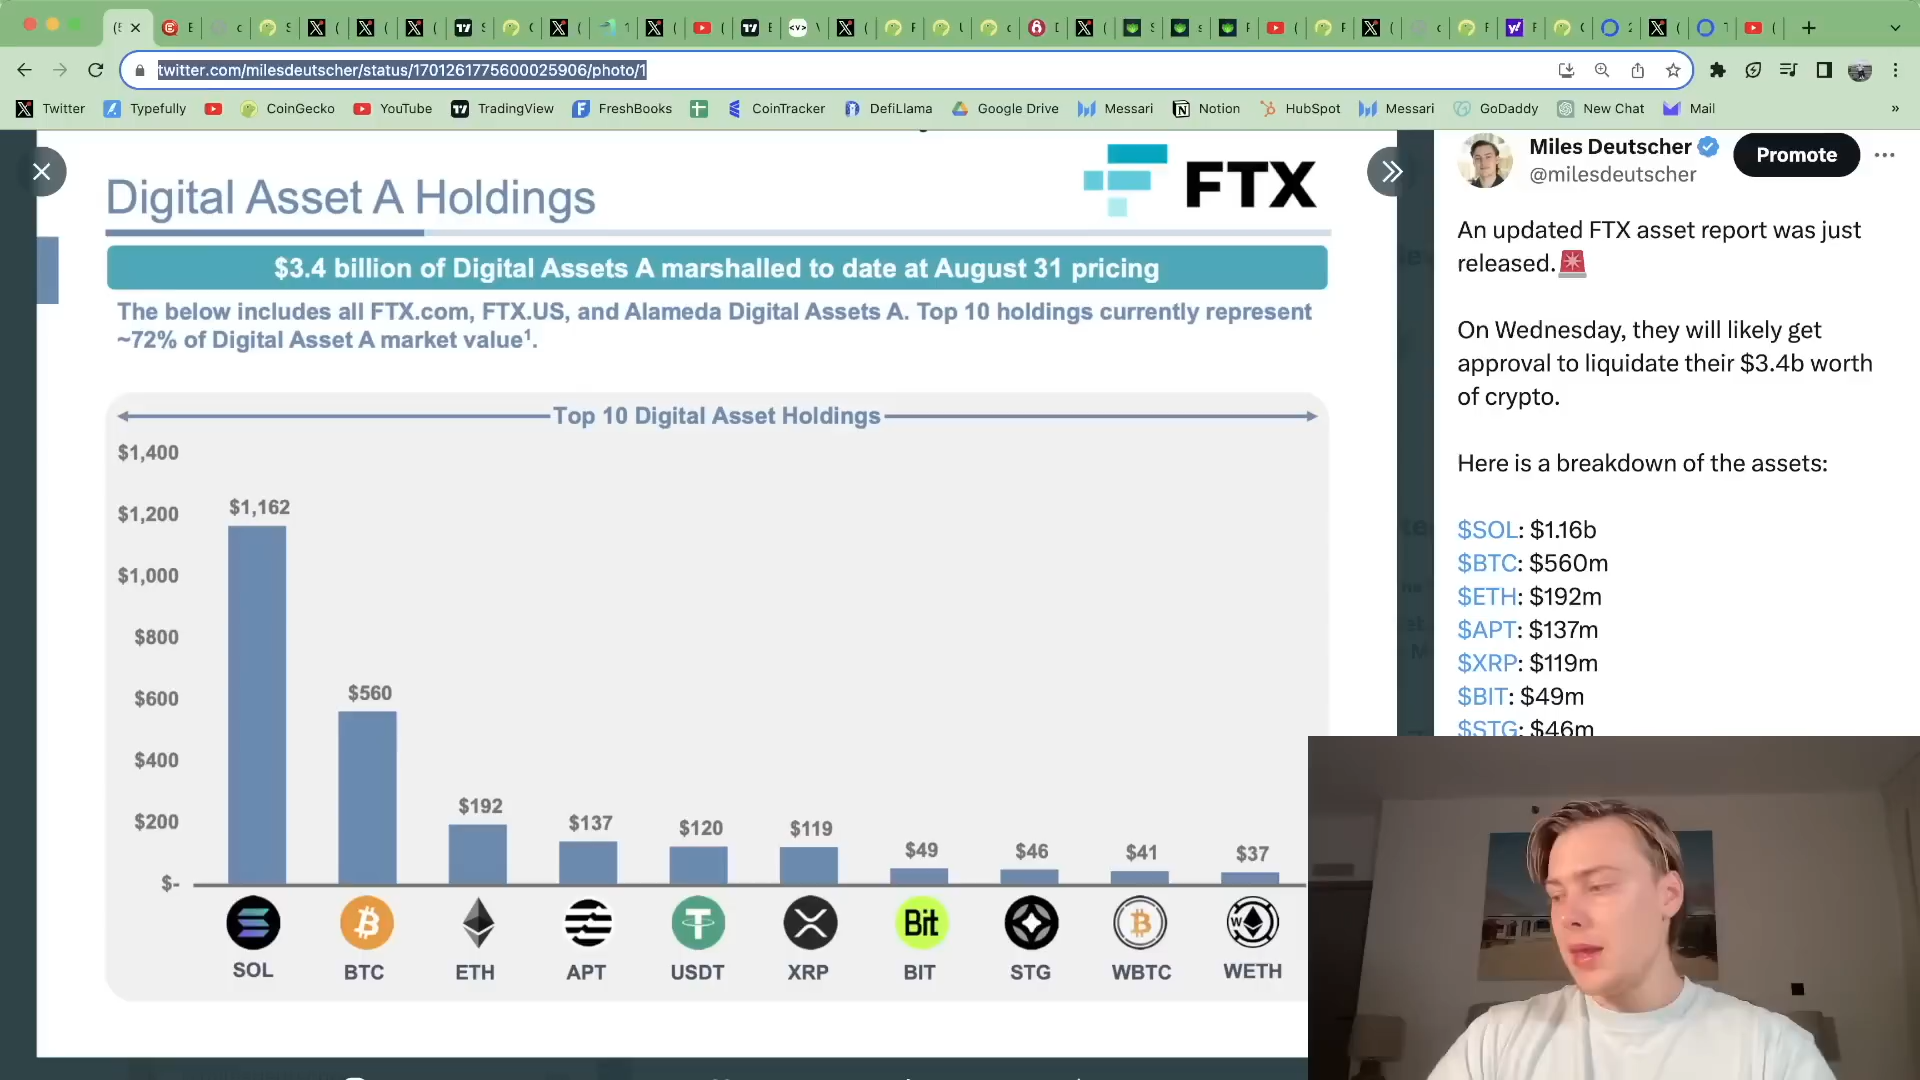 twitter.com/milesdeutscher/status/1701261775600025906/photo/1
Twitter
Typefully
CoinGecko
YouTube
TradingView
FreshBooks
CoinTracker
DefiLlama
Google Drive
Messari
Notion
HubSpot
Messari
GoDaddy
New Chat
Mail
»
Digital Asset A Holdings
FTX
$3.4 billion of Digital Assets A marshalled to date at August 31 pricing
The below includes all FTX.com, FTX.US, and Alameda Digital Assets A. Top 10 holdings currently represent
~72% of Digital Asset A market value¹.
Top 10 Digital Asset Holdings
$1,400
$1,200
$1,000
$800
$600
$400
$200
$-
$1,162
$560
$192
$137
$120
$119
$49
$46
$41
$37
Bit
SOL
BTC
ETH
APT
USDT
XRP
BIT
STG
WBTC
WETH
Miles Deutscher
@milesdeutscher
Promote
An updated FTX asset report was just
released.🚨
On Wednesday, they will likely get
approval to liquidate their $3.4b worth
of crypto.
Here is a breakdown of the assets:
$SOL: $1.16b
$BTC: $560m
$ETH: $192m
$APT: $137m
$XRP: $119m
$BIT: $49m
$STG: $46m